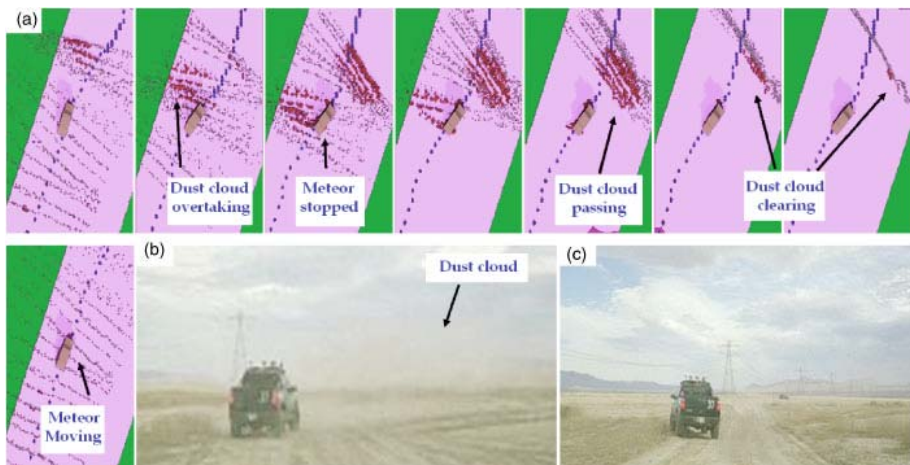 (a)
Dust cloud
overtaking
Meteor
stopped
Dust cloud
passing
Dust cloud
clearing
Meteor
Moving
(b)
Dust cloud
(c)